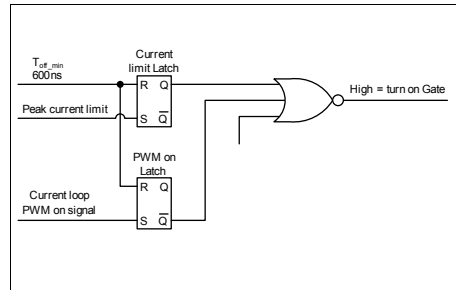 T_off_min
600ns
Current
limit Latch
R Q
Peak current limit
S Q̅
High = turn on Gate
PWM on
Latch
R Q
Current loop
PWM on signal
S Q̅